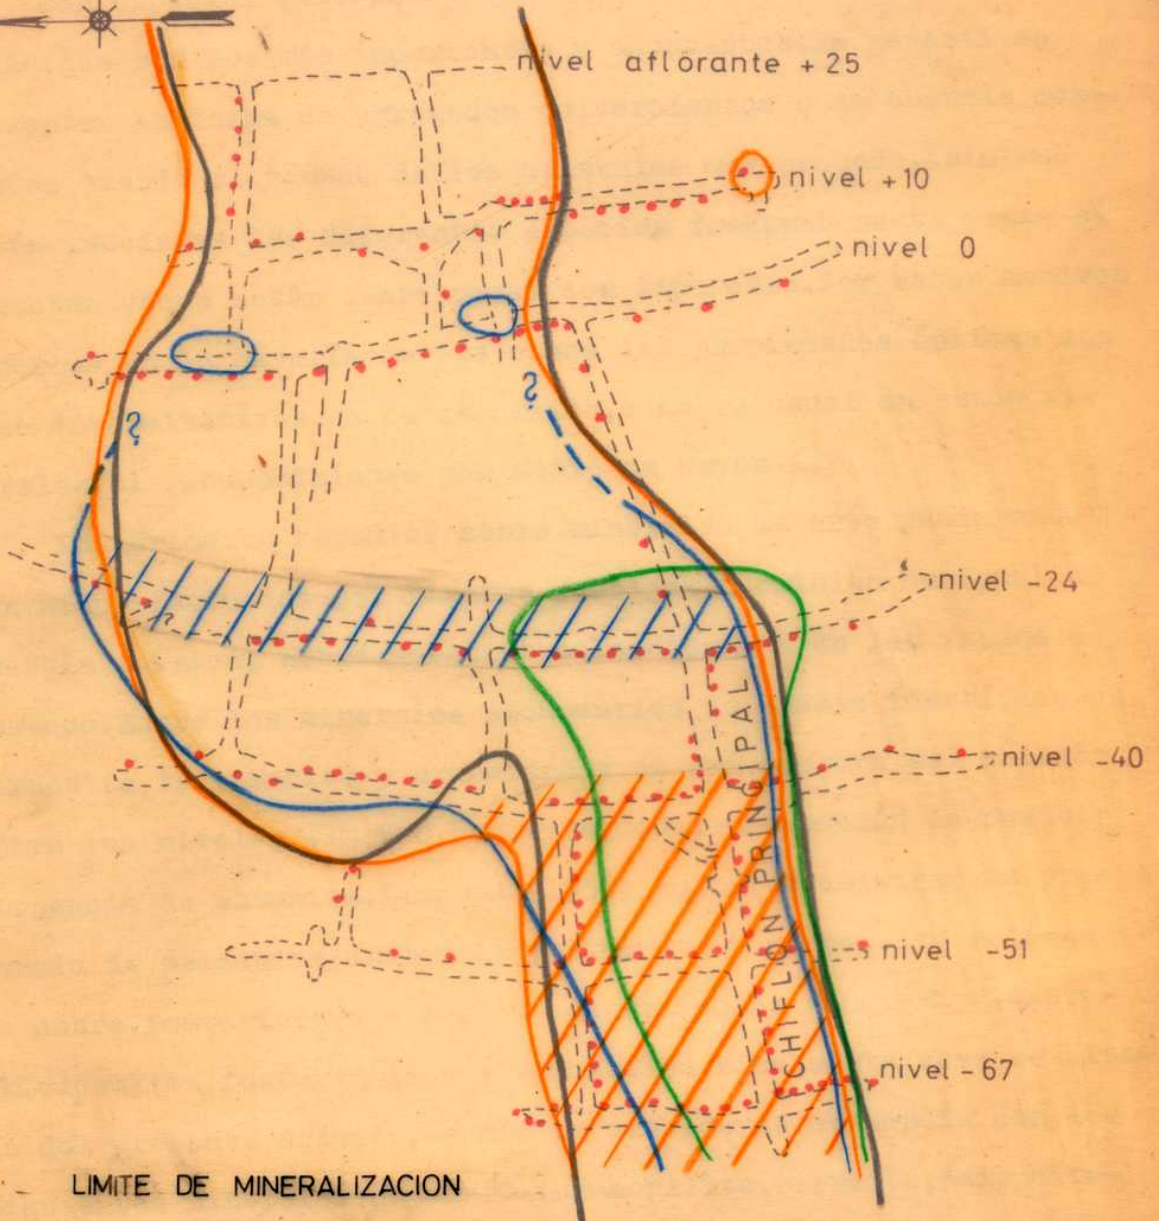 nivel aflorante + 25
nivel +10
nivel 0
?
?
nivel -24
nivel -40
CHIFLON PRINCIPAL
nivel -51
nivel -67
LIMITE DE MINERALIZACION